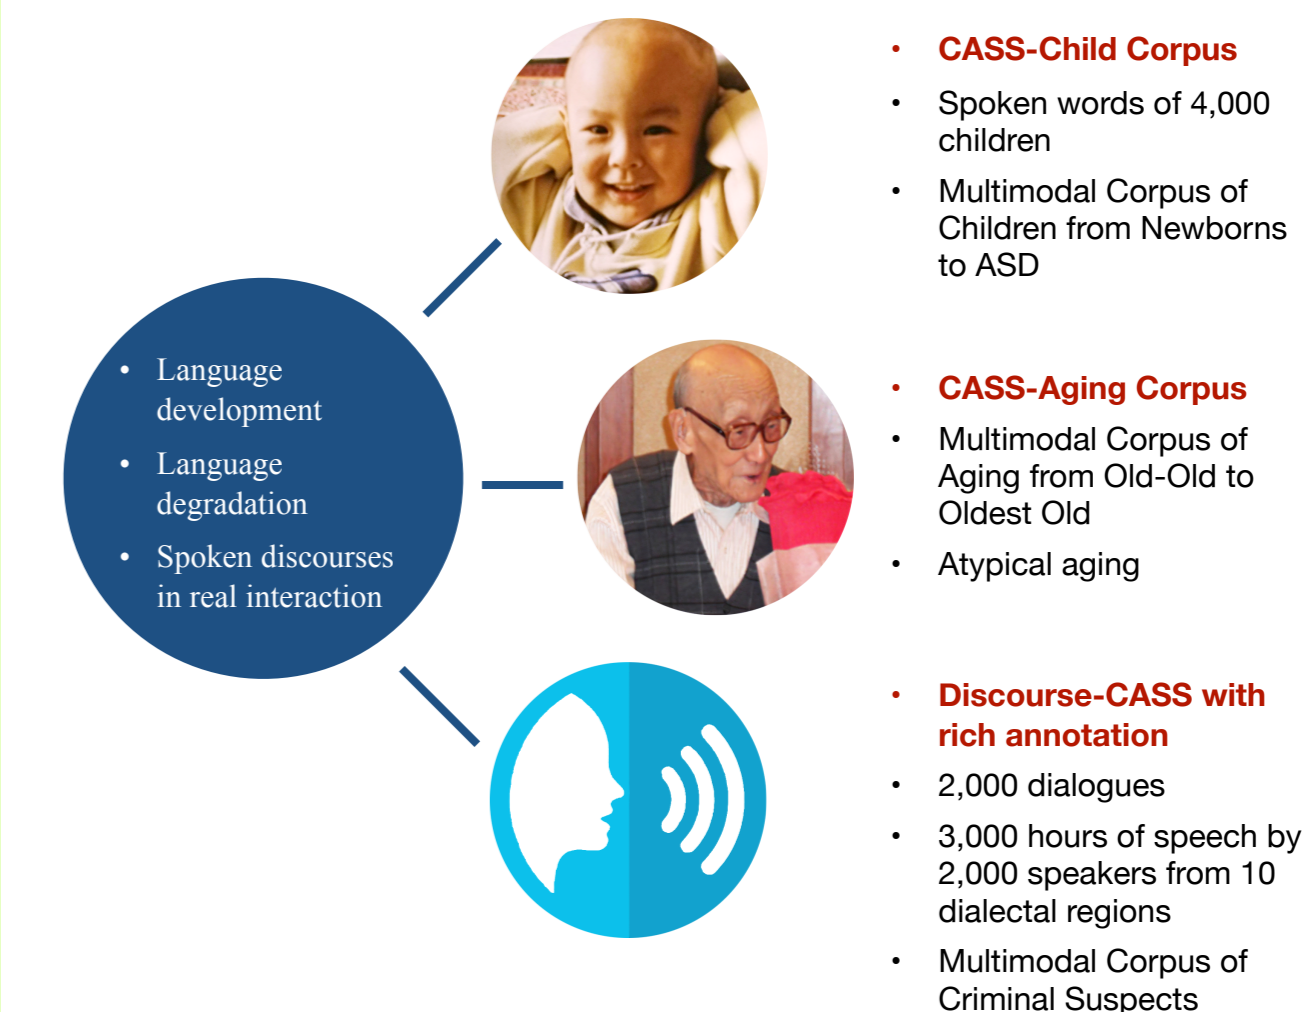 • Language
development
• Language
degradation
• Spoken discourses
in real interaction
• CASS-Child Corpus
• Spoken words of 4,000
children
• Multimodal Corpus of
Children from Newborns
to ASD
• CASS-Aging Corpus
• Multimodal Corpus of
Aging from Old-Old to
Oldest Old
• Atypical aging
• Discourse-CASS with
rich annotation
• 2,000 dialogues
• 3,000 hours of speech by
2,000 speakers from 10
dialectal regions
• Multimodal Corpus of
Criminal Suspects